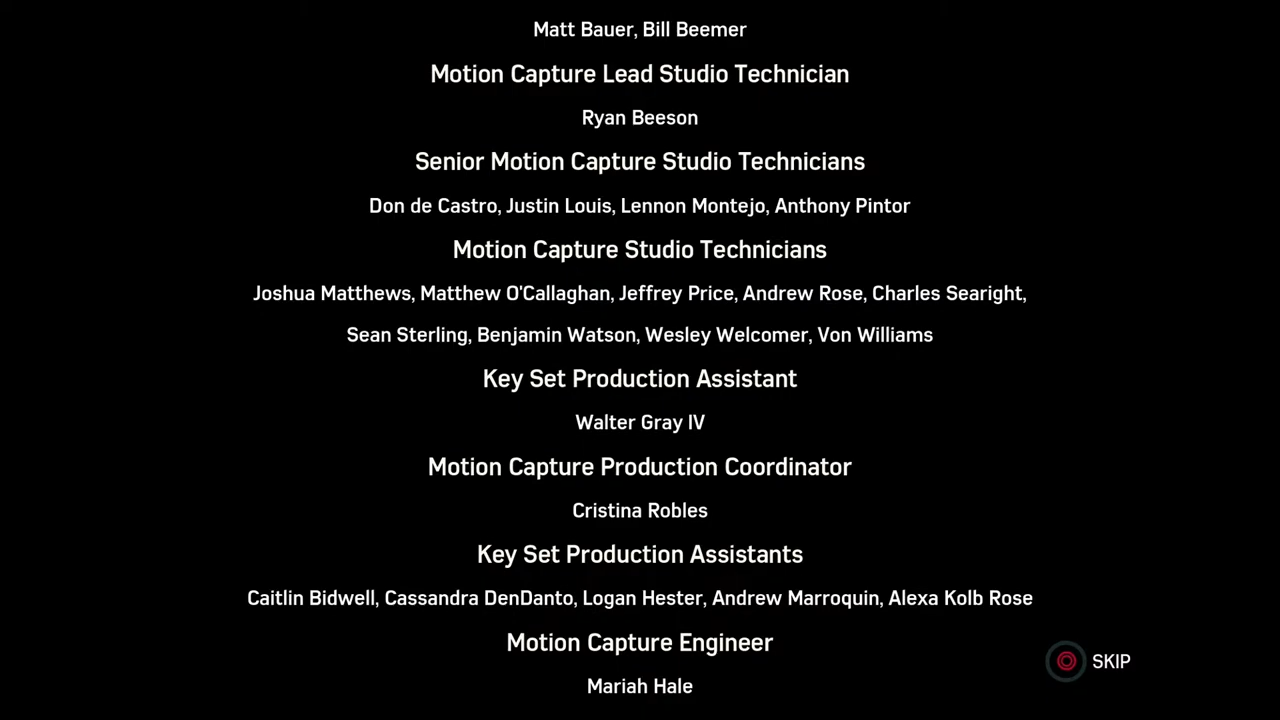 Matt Bauer, Bill Beemer
Motion Capture Lead Studio Technician
Ryan Beeson
Senior Motion Capture Studio Technicians
Don de Castro, Justin Louis, Lennon Montejo, Anthony Pintor
Motion Capture Studio Technicians
Joshua Matthews, Matthew O'Callaghan, Jeffrey Price, Andrew Rose, Charles Searight,
Sean Sterling, Benjamin Watson, Wesley Welcomer, Von Williams
Key Set Production Assistant
Walter Gray IV
Motion Capture Production Coordinator
Cristina Robles
Key Set Production Assistants
Caitlin Bidwell, Cassandra DenDanto, Logan Hester, Andrew Marroquin, Alexa Kolb Rose
Motion Capture Engineer
SKIP
Mariah Hale